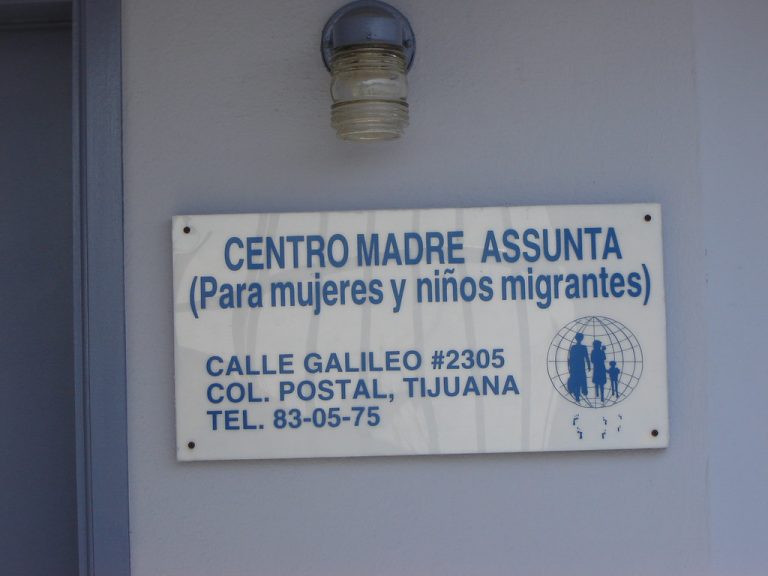 CENTRO MADRE ASSUNTA
(Para mujeres y niños migrantes)
CALLE GALILEO #2305
COL. POSTAL, TIJUANA
TEL. 83-05-75